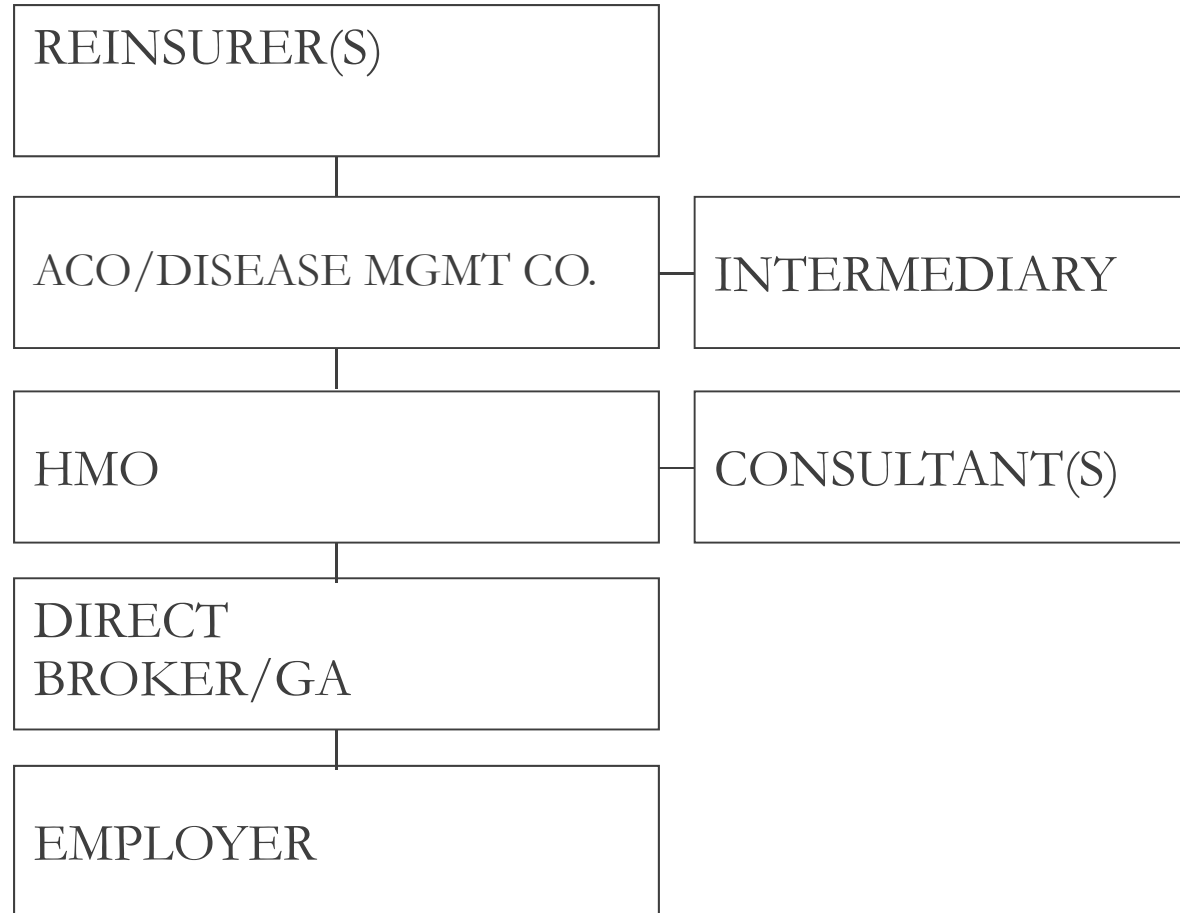 REINSURER(S)
ACO/DISEASE MGMT CO.
INTERMEDIARY
HMO
CONSULTANT(S)
DIRECT
BROKER/GA
EMPLOYER